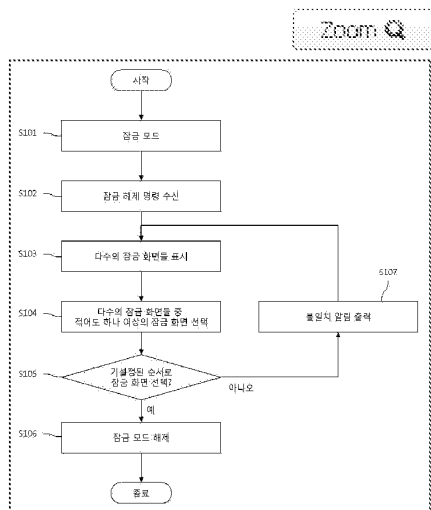 Zoom
시작
S101
잠금 모드
S102
잠금 해제 명령 수신
S103
다수의 잠금 화면들 표시
S107
불일치 알림 출력
S104
다수의 잠금 화면들 중
적어도 하나 이상의 잠금 화면 선택
S105
기설정된 순서로
잠금 화면 선택?
아니오
예
S106
잠금 모드 해제
종료